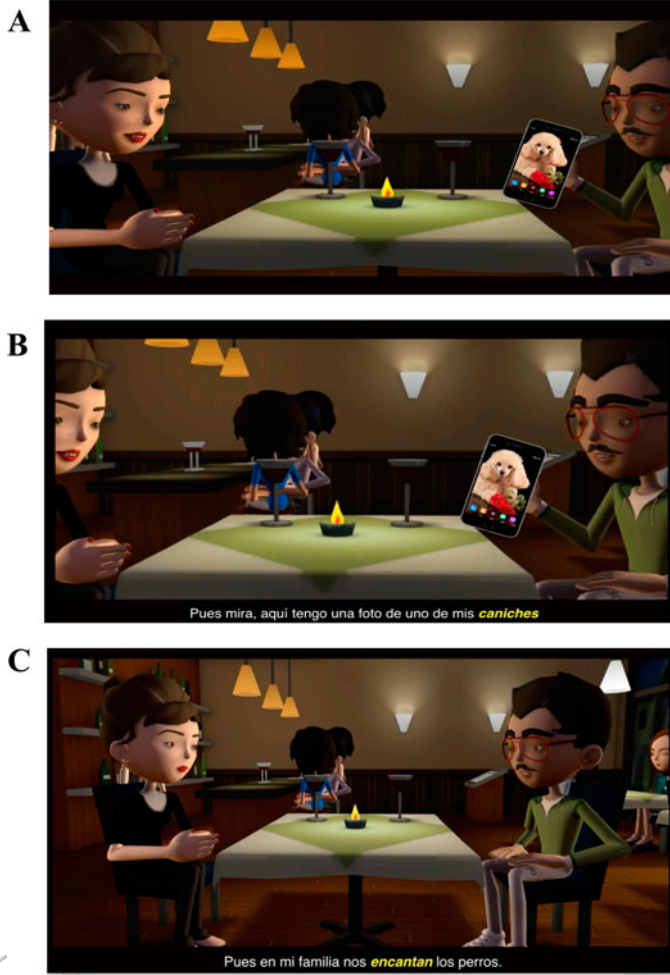 A
B
Pues mira, aquí tengo una foto de uno de mis caniches
C
Pues en mi familia nos encantan los perros.